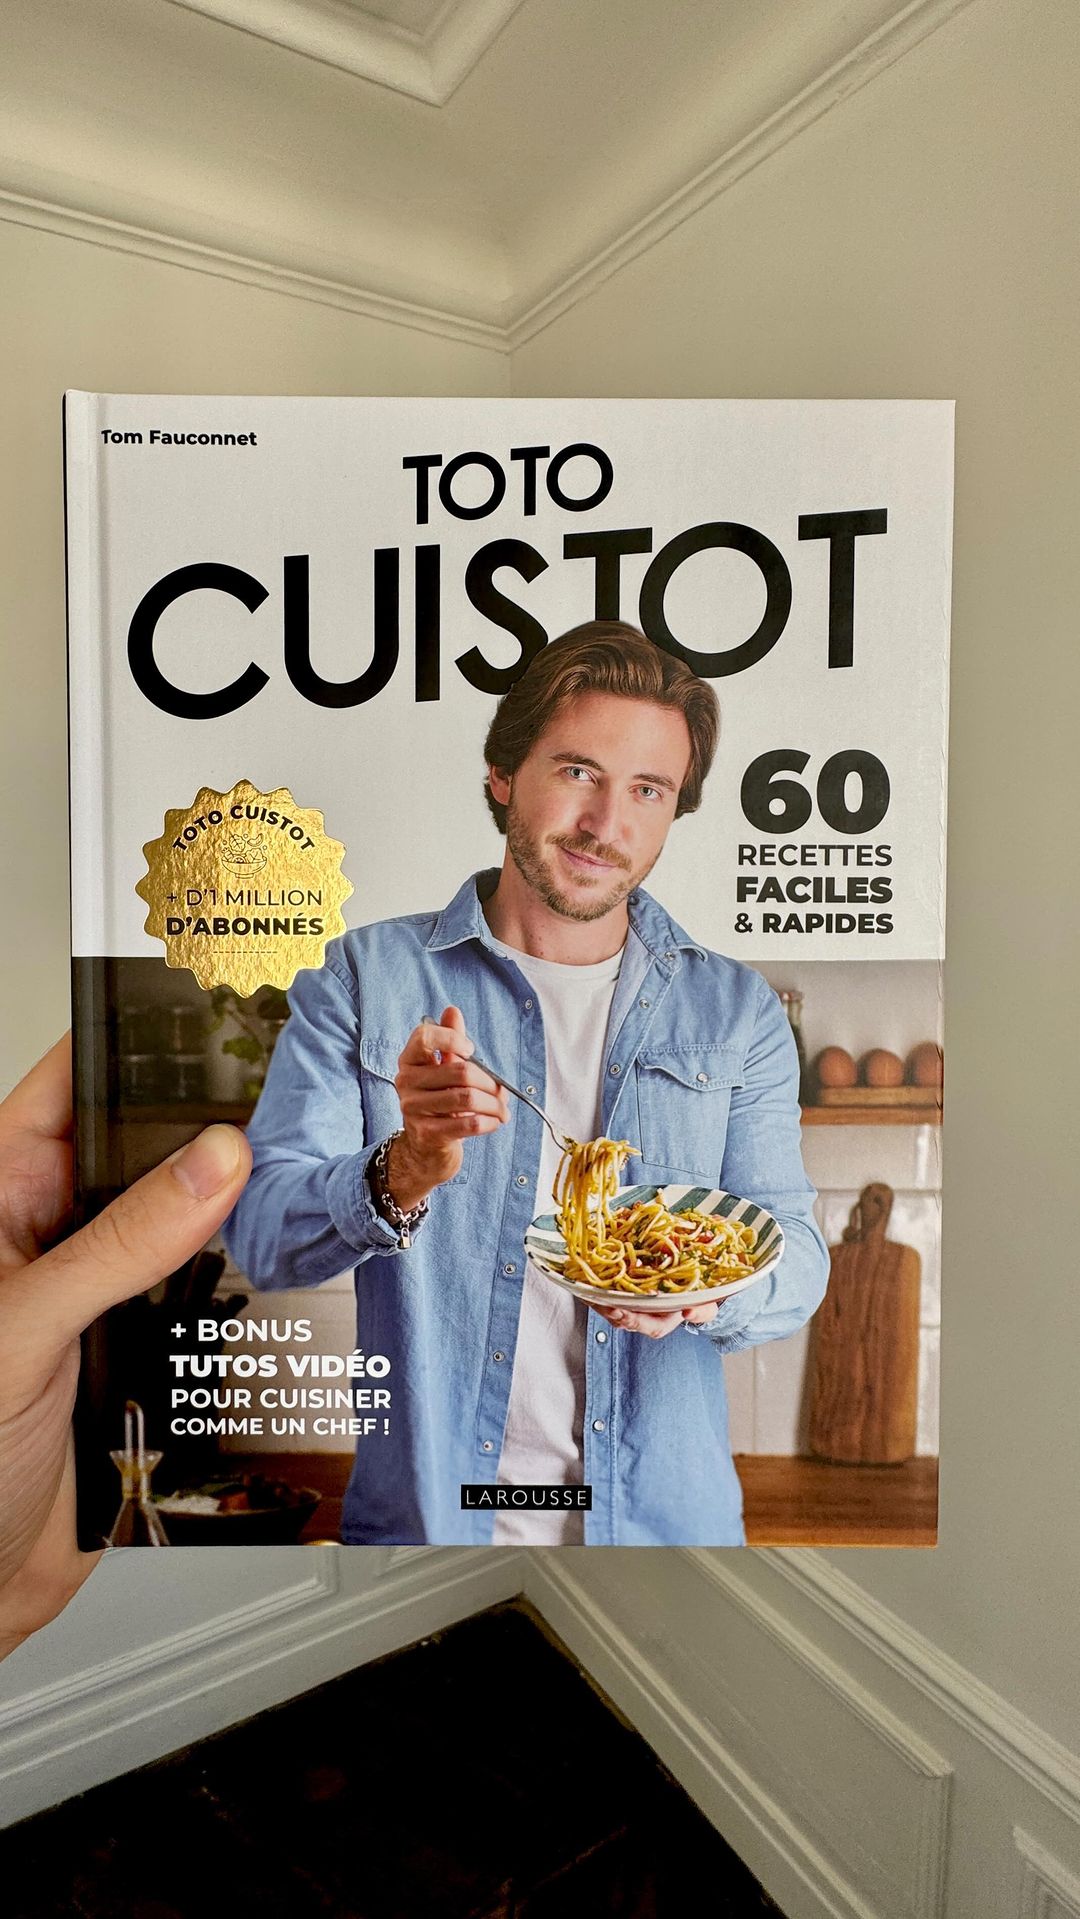 Tom Fauconnet
TOTO
CUISTOT
60
RECETTES
FACILES
& RAPIDES
TOTO CUISTOT
+ D'1 MILLION
D'ABONNÉS
+ BONUS
TUTOS VIDÉO
POUR CUISINER
COMME UN CHEF !
LAROUSSE